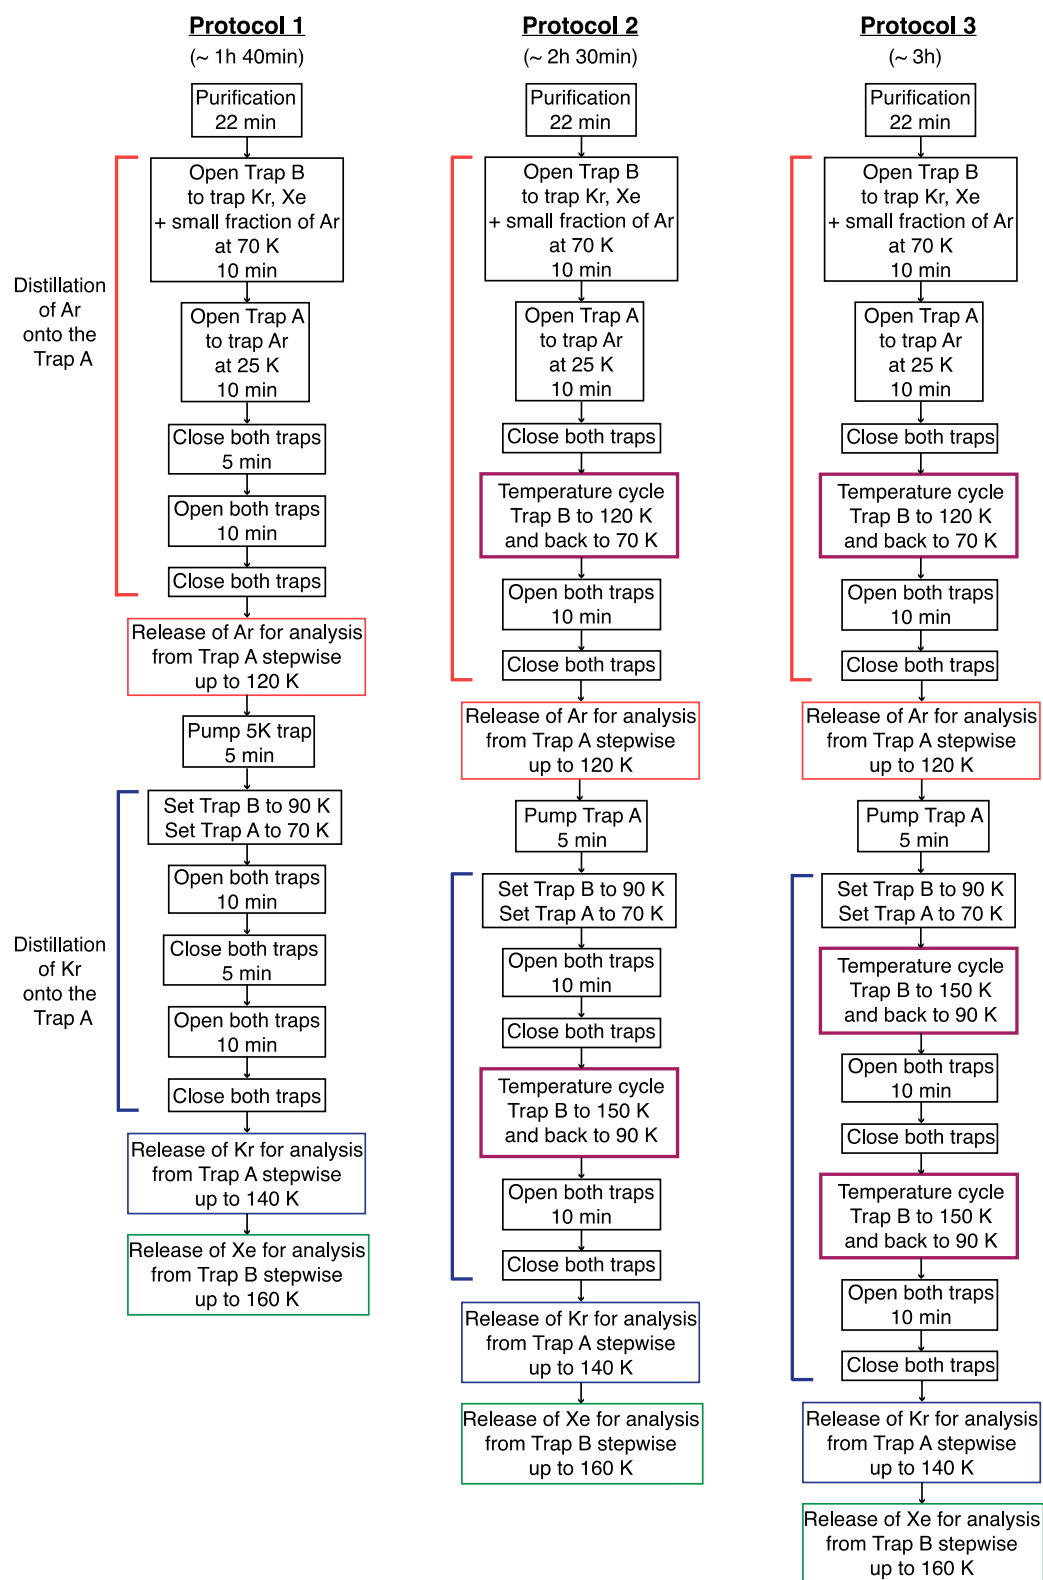 Protocol 1
(~ 1h 40min)
Purification
22 min
Distillation
of Ar
onto the
Trap A
Open Trap B
to trap Kr, Xe
+ small fraction of Ar
at 70 K
10 min
Open Trap A
to trap Ar
at 25 K
10 min
Close both traps
5 min
Open both traps
10 min
Close both traps
Release of Ar for analysis
from Trap A stepwise
up to 120 K
Pump 5K trap
5 min
Distillation
of Kr
onto the
Trap A
Set Trap B to 90 K
Set Trap A to 70 K
Open both traps
10 min
Close both traps
5 min
Open both traps
10 min
Close both traps
Release of Kr for analysis
from Trap A stepwise
up to 140 K
Release of Xe for analysis
from Trap B stepwise
up to 160 K
Protocol 2
(~ 2h 30min)
Purification
22 min
Open Trap B
to trap Kr, Xe
+ small fraction of Ar
at 70 K
10 min
Open Trap A
to trap Ar
at 25 K
10 min
Close both traps
Temperature cycle
Trap B to 120 K
and back to 70 K
Open both traps
10 min
Close both traps
Release of Ar for analysis
from Trap A stepwise
up to 120 K
Pump Trap A
5 min
Set Trap B to 90 K
Set Trap A to 70 K
Open both traps
10 min
Close both traps
Temperature cycle
Trap B to 150 K
and back to 90 K
Open both traps
10 min
Close both traps
Release of Kr for analysis
from Trap A stepwise
up to 140 K
Release of Xe for analysis
from Trap B stepwise
up to 160 K
Protocol 3
(~ 3h)
Purification
22 min
Open Trap B
to trap Kr, Xe
+ small fraction of Ar
at 70 K
10 min
Open Trap A
to trap Ar
at 25 K
10 min
Close both traps
Temperature cycle
Trap B to 120 K
and back to 70 K
Open both traps
10 min
Close both traps
Release of Ar for analysis
from Trap A stepwise
up to 120 K
Pump Trap A
5 min
Set Trap B to 90 K
Set Trap A to 70 K
Temperature cycle
Trap B to 150 K
and back to 90 K
Open both traps
10 min
Close both traps
Temperature cycle
Trap B to 150 K
and back to 90 K
Open both traps
10 min
Close both traps
Release of Kr for analysis
from Trap A stepwise
up to 140 K
Release of Xe for analysis
from Trap B stepwise
up to 160 K